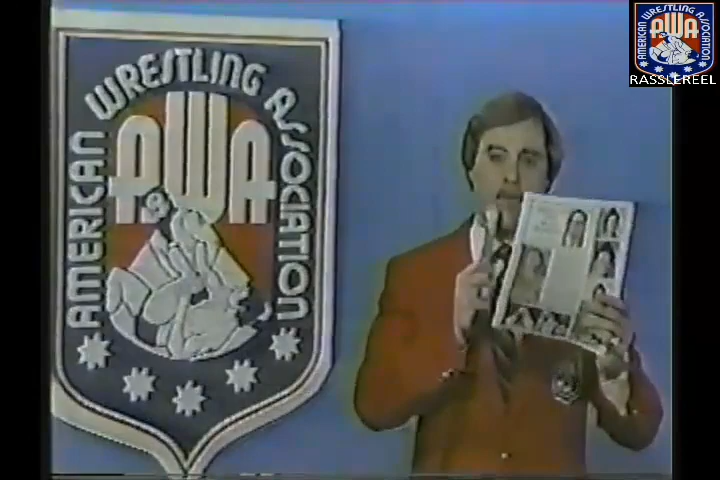 AMERICAN WRESTLING ASSOCIATION
AWA
AMERICAN WRESTLING ASSOCIATION
AWA
RASSLEREEL